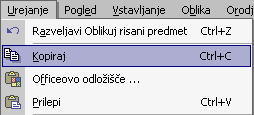 Urejanje Pogled Vstavljanje Oblika Orodj
Razveljavi Oblikuj risani predmet Ctrl+Z
Kopiraj Ctrl+C
Officeovo odložišče ...
Prilepi Ctrl+V